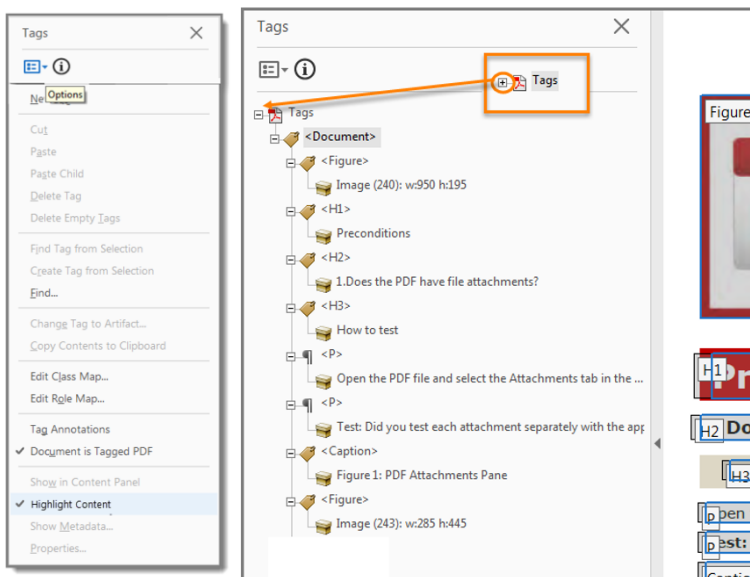 Tags
Options
Cut
Paste
Paste Child
Delete Tag
Delete Empty Tags
Find Tag from Selection
Create Tag from Selection
Find...
Change Tag to Artifact...
Copy Contents to Clipboard
Edit Class Map...
Edit Role Map...
Tag Annotations
Document is Tagged PDF
Show in Content Panel
Highlight Content
Show Metadata...
Properties...
Tags
Tags
Tags
<Document>
<Figure>
Image (240): w:950 h:195
<H1>
Preconditions
<H2>
1.Does the PDF have file attachments?
<H3>
How to test
<P>
Open the PDF file and select the Attachments tab in the ...
<P>
Test: Did you test each attachment separately with the app
<Caption>
Figure 1: PDF Attachments Pane
<Figure>
Image (243): w:285 h:445
Figure
H1 Pr
H2 Do
H3
P pen
P est: